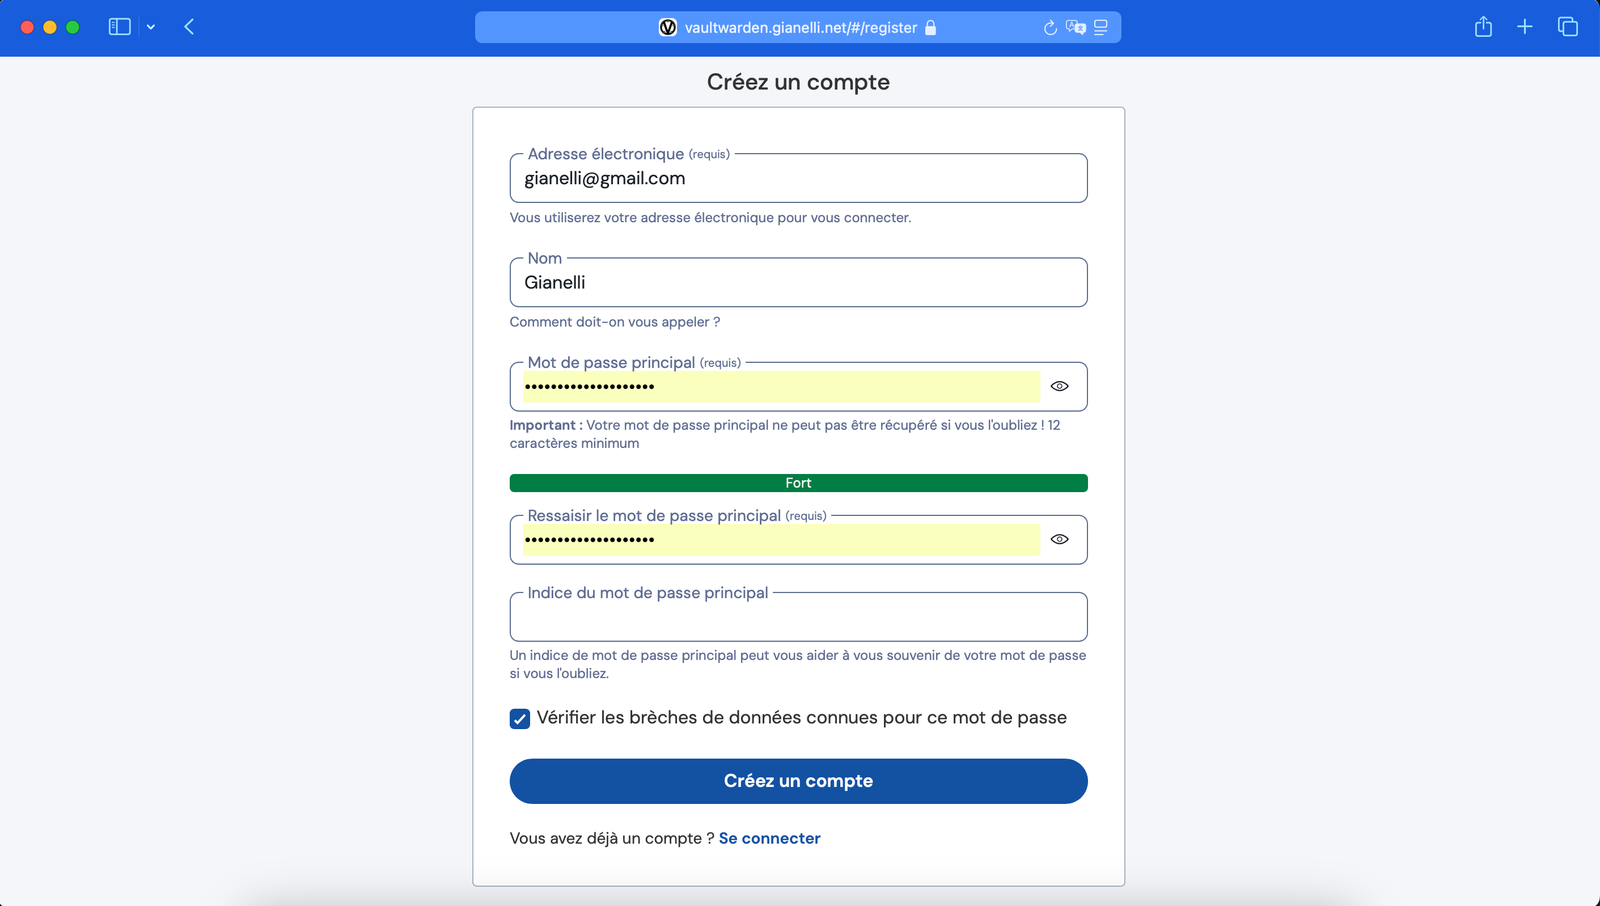 vaultwarden.gianelli.net/#/register
Créez un compte
Adresse électronique (requis)
gianelli@gmail.com
Vous utiliserez votre adresse électronique pour vous connecter.
Nom
Gianelli
Comment doit-on vous appeler ?
Mot de passe principal (requis)
••••••••••••••••••••
Important : Votre mot de passe principal ne peut pas être récupéré si vous l'oubliez ! 12
caractères minimum
Fort
Ressaisir le mot de passe principal (requis)
••••••••••••••••••••
Indice du mot de passe principal
Un indice de mot de passe principal peut vous aider à vous souvenir de votre mot de passe
si vous l'oubliez.
Vérifier les brèches de données connues pour ce mot de passe
Créez un compte
Vous avez déjà un compte ? Se connecter